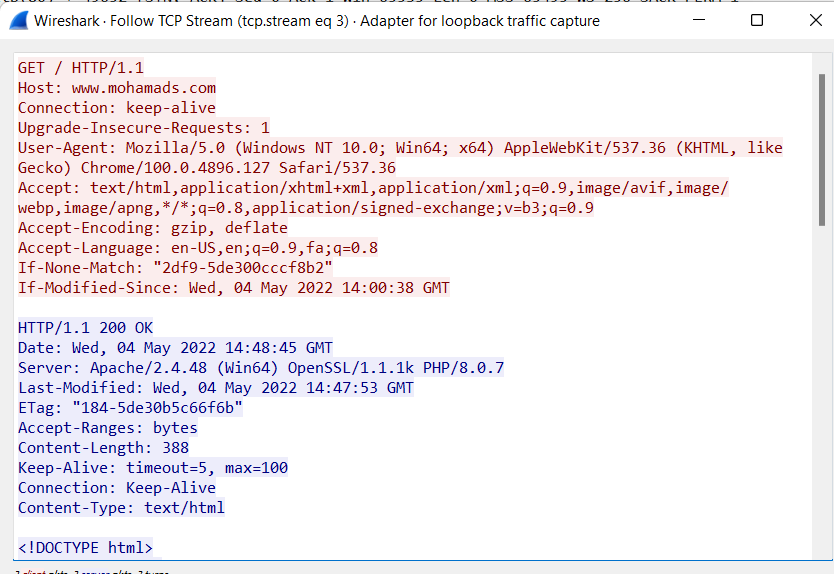 Wireshark · Follow TCP Stream (tcp.stream eq 3) · Adapter for loopback traffic capture
GET / HTTP/1.1
Host: www.mohamads.com
Connection: keep-alive
Upgrade-Insecure-Requests: 1
User-Agent: Mozilla/5.0 (Windows NT 10.0; Win64; x64) AppleWebKit/537.36 (KHTML, like
Gecko) Chrome/100.0.4896.127 Safari/537.36
Accept: text/html,application/xhtml+xml,application/xml;q=0.9,image/avif,image/
webp,image/apng,*/*;q=0.8,application/signed-exchange;v=b3;q=0.9
Accept-Encoding: gzip, deflate
Accept-Language: en-US,en;q=0.9,fa;q=0.8
If-None-Match: "2df9-5de300cccf8b2"
If-Modified-Since: Wed, 04 May 2022 14:00:38 GMT
HTTP/1.1 200 OK
Date: Wed, 04 May 2022 14:48:45 GMT
Server: Apache/2.4.48 (Win64) OpenSSL/1.1.1k PHP/8.0.7
Last-Modified: Wed, 04 May 2022 14:47:53 GMT
ETag: "184-5de30b5c66f6b"
Accept-Ranges: bytes
Content-Length: 388
Keep-Alive: timeout=5, max=100
Connection: Keep-Alive
Content-Type: text/html
<!DOCTYPE html>